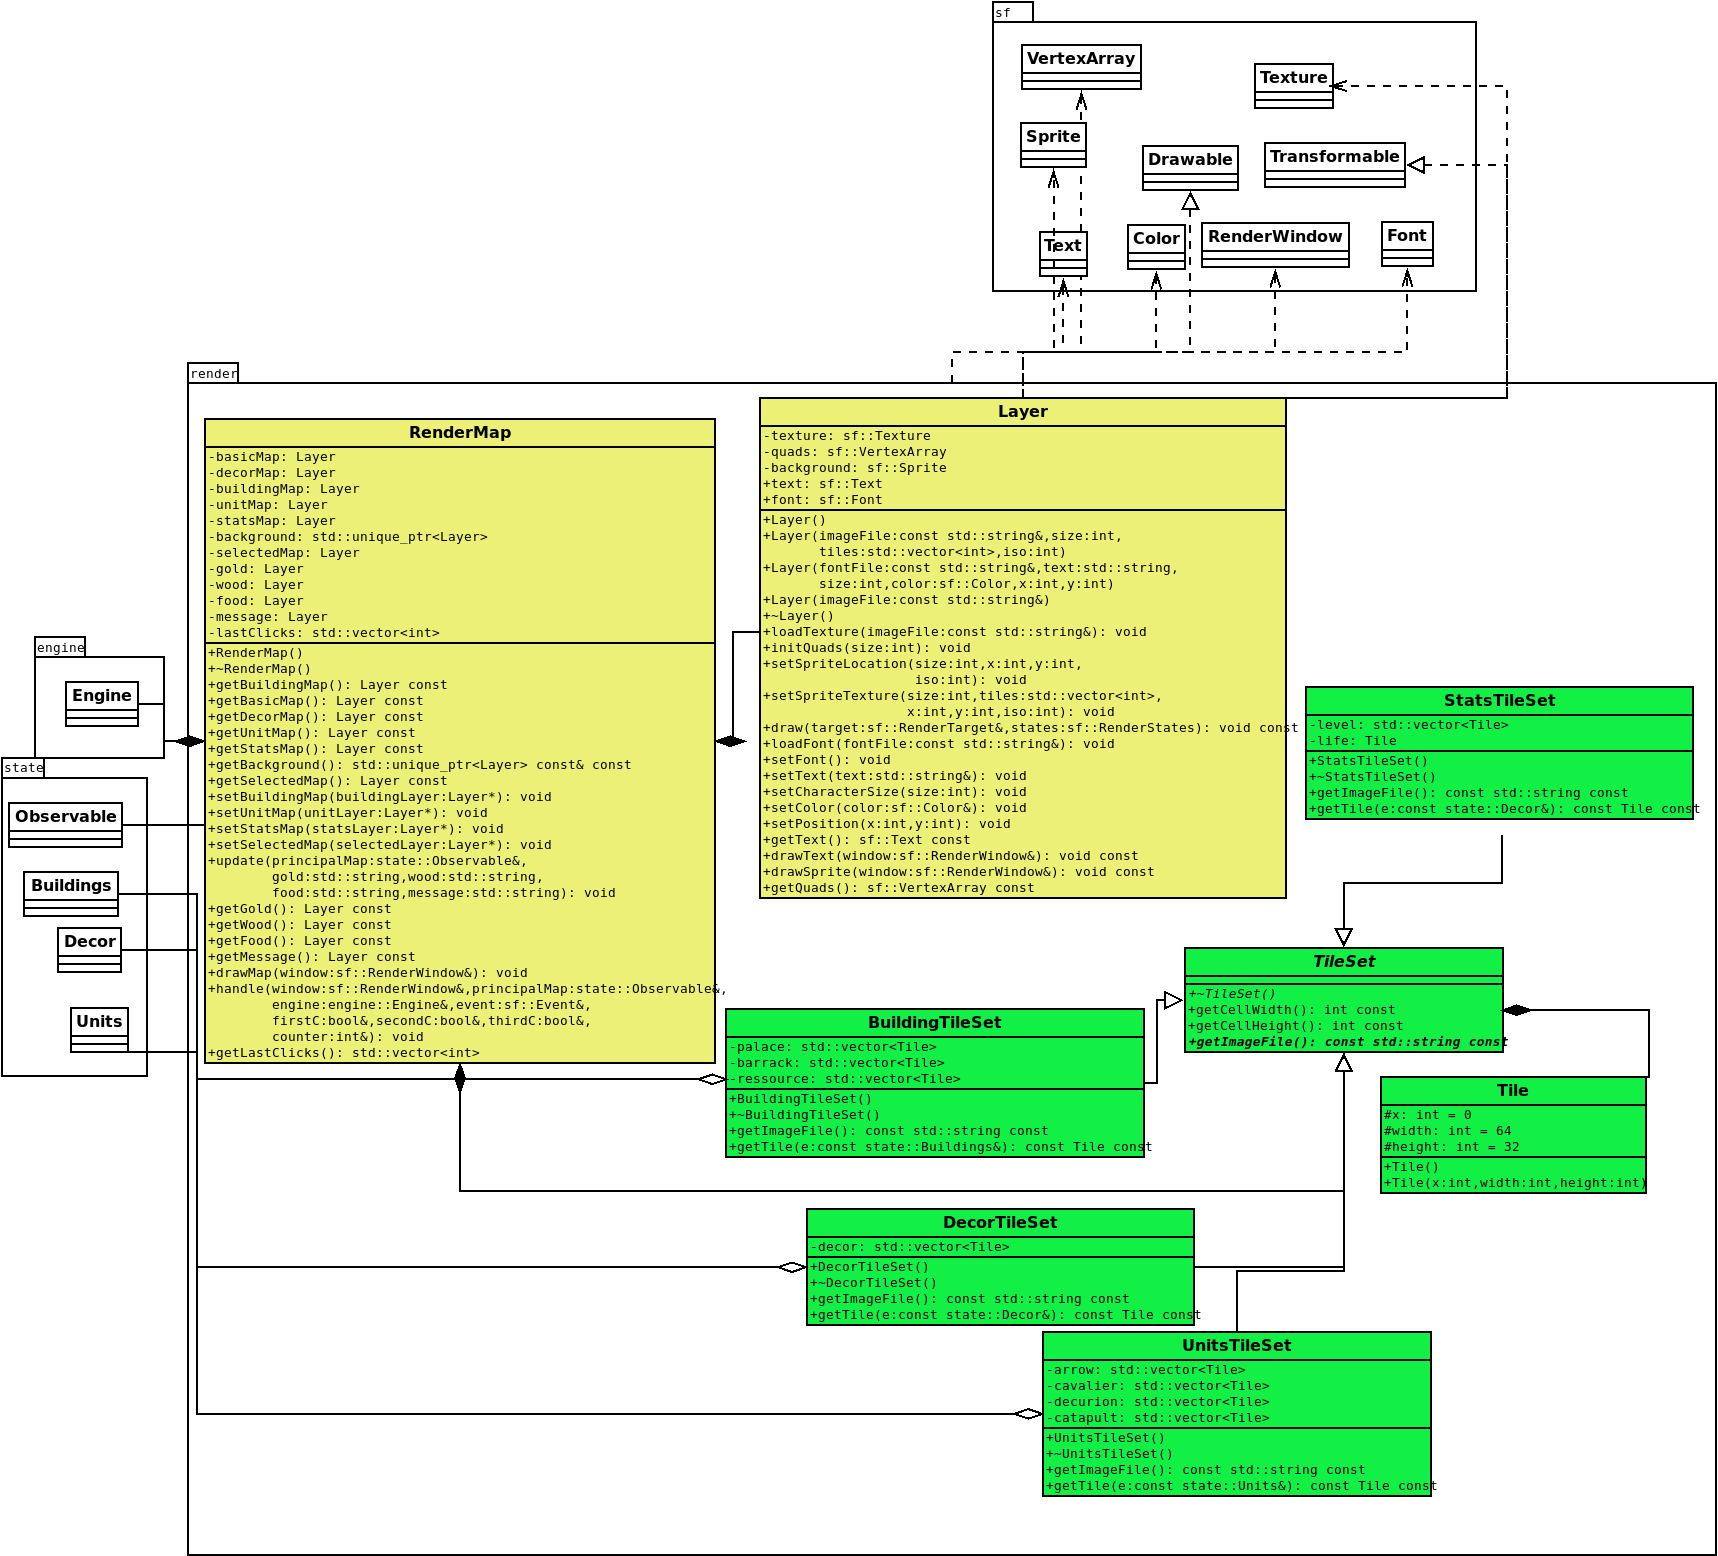 sf
VertexArray
Texture
Sprite
Drawable
Transformable
Text
Color
RenderWindow
Font
render
Layer
-texture: sf::Texture
-quads: sf::VertexArray
-background: sf::Sprite
+text: sf::Text
+font: sf::Font
+Layer()
+Layer(imageFile:const std::string&,size:int,
tiles:std::vector<int>,iso:int)
+Layer(fontFile:const std::string&,text:std::string,
size:int,color:sf::Color,x:int,y:int)
+Layer(imageFile:const std::string&)
+~Layer()
+loadTexture(imageFile:const std::string&): void
+initQuads(size:int): void
+setSpriteLocation(size:int,x:int,y:int,
iso:int): void
+setSpriteTexture(size:int,tiles:std::vector<int>,
x:int,y:int,iso:int): void
+draw(target:sf::RenderTarget&,states:sf::RenderStates): void const
+loadFont(fontFile:const std::string&): void
+setFont(): void
+setText(text:std::string&): void
+setCharacterSize(size:int): void
+setColor(color:sf::Color&): void
+setPosition(x:int,y:int): void
+getText(): sf::Text const
+drawText(window:sf::RenderWindow&): void const
+drawSprite(window:sf::RenderWindow&): void const
+getQuads(): sf::VertexArray const
RenderMap
-basicMap: Layer
-decorMap: Layer
-buildingMap: Layer
-unitMap: Layer
-statsMap: Layer
-background: std::unique_ptr<Layer>
-selectedMap: Layer
-gold: Layer
-wood: Layer
-food: Layer
-message: Layer
-lastClicks: std::vector<int>
+RenderMap()
+~RenderMap()
+getBuildingMap(): Layer const
+getBasicMap(): Layer const
+getDecorMap(): Layer const
+getUnitMap(): Layer const
+getStatsMap(): Layer const
+getBackground(): std::unique_ptr<Layer> const& const
+getSelectedMap(): Layer const
+setBuildingMap(buildingLayer:Layer*): void
+setUnitMap(unitLayer:Layer*): void
+setStatsMap(statsLayer:Layer*): void
+setSelectedMap(selectedLayer:Layer*): void
+update(principalMap:state::Observable&,
gold:std::string,wood:std::string,
food:std::string,message:std::string): void
+getGold(): Layer const
+getWood(): Layer const
+getFood(): Layer const
+getMessage(): Layer const
+drawMap(window:sf::RenderWindow&): void
+handle(window:sf::RenderWindow&,principalMap:state::Observable&,
engine:engine::Engine&,event:sf::Event&,
firstC:bool&,secondC:bool&,thirdC:bool&,
counter:int&): void
+getLastClicks(): std::vector<int>
engine
Engine
state
Observable
Buildings
Decor
Units
StatsTileSet
-level: std::vector<Tile>
-life: Tile
+StatsTileSet()
+~StatsTileSet()
+getImageFile(): const std::string const
+getTile(e:const state::Decor&): const Tile const
TileSet
+~TileSet()
+getCellWidth(): int const
+getCellHeight(): int const
+getImageFile(): const std::string const
BuildingTileSet
-palace: std::vector<Tile>
-barrack: std::vector<Tile>
-ressource: std::vector<Tile>
+BuildingTileSet()
+~BuildingTileSet()
+getImageFile(): const std::string const
+getTile(e:const state::Buildings&): const Tile const
Tile
#x: int = 0
#width: int = 64
#height: int = 32
+Tile()
+Tile(x:int,width:int,height:int)
DecorTileSet
-decor: std::vector<Tile>
+DecorTileSet()
+~DecorTileSet()
+getImageFile(): const std::string const
+getTile(e:const state::Decor&): const Tile const
UnitsTileSet
-arrow: std::vector<Tile>
-cavalier: std::vector<Tile>
-decurion: std::vector<Tile>
-catapult: std::vector<Tile>
+UnitsTileSet()
+~UnitsTileSet()
+getImageFile(): const std::string const
+getTile(e:const state::Units&): const Tile const